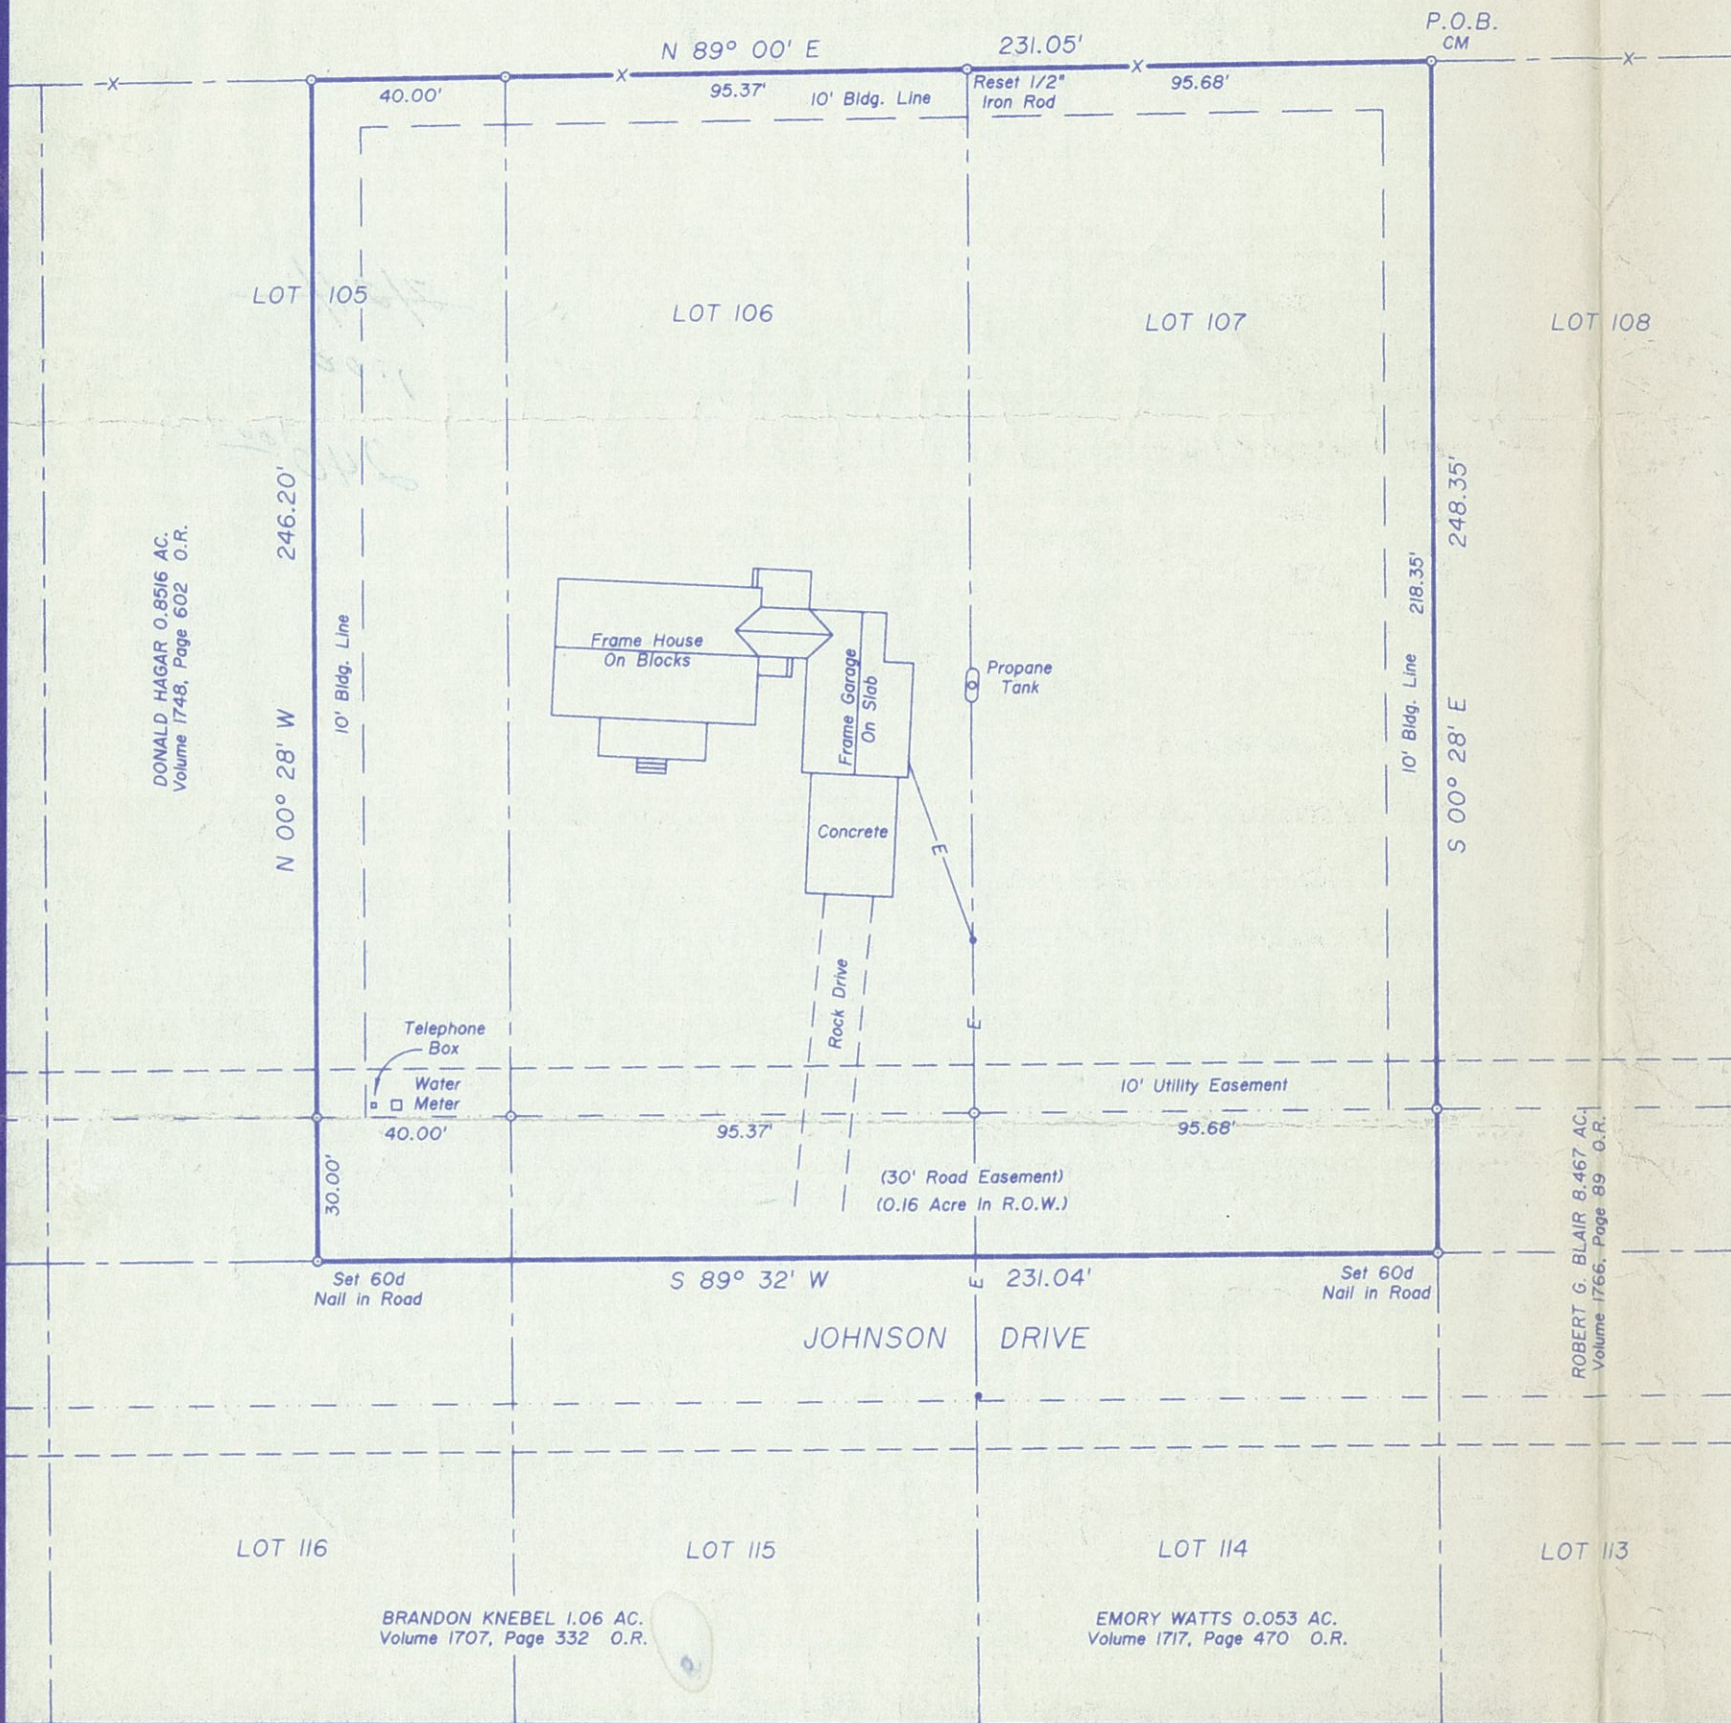 P.O.B.
CM
N 89° 00' E 231.05'
X
X
X
X
40.00'
95.37'
10' Bldg. Line
Reset 1/2"
Iron Rod
95.68'
LOT 105
LOT 106
LOT 107
LOT 108
246.20'
N 00° 28' W
DONALD HAGAR 0.8516 AC.
Volume 1748, Page 602 O.R.
10' Bldg. Line
Frame House
On Blocks
Frame Garage
On Slab
Propane
Tank
218.35'
10' Bldg. Line
248.35'
S 00° 28' E
Concrete
E
Rock Drive
E
Telephone
Box
Water
Meter
10' Utility Easement
40.00'
95.37'
95.68'
30.00'
(30' Road Easement)
(0.16 Acre In R.O.W.)
ROBERT G. BLAIR 8.467 AC.
Volume 1766, Page 89 O.R.
Set 60d
Nail in Road
S 89° 32' W E 231.04'
Set 60d
Nail in Road
JOHNSON DRIVE
LOT 116
LOT 115
LOT 114
LOT 113
BRANDON KNEBEL 1.06 AC.
Volume 1707, Page 332 O.R.
EMORY WATTS 0.053 AC.
Volume 1717, Page 470 O.R.